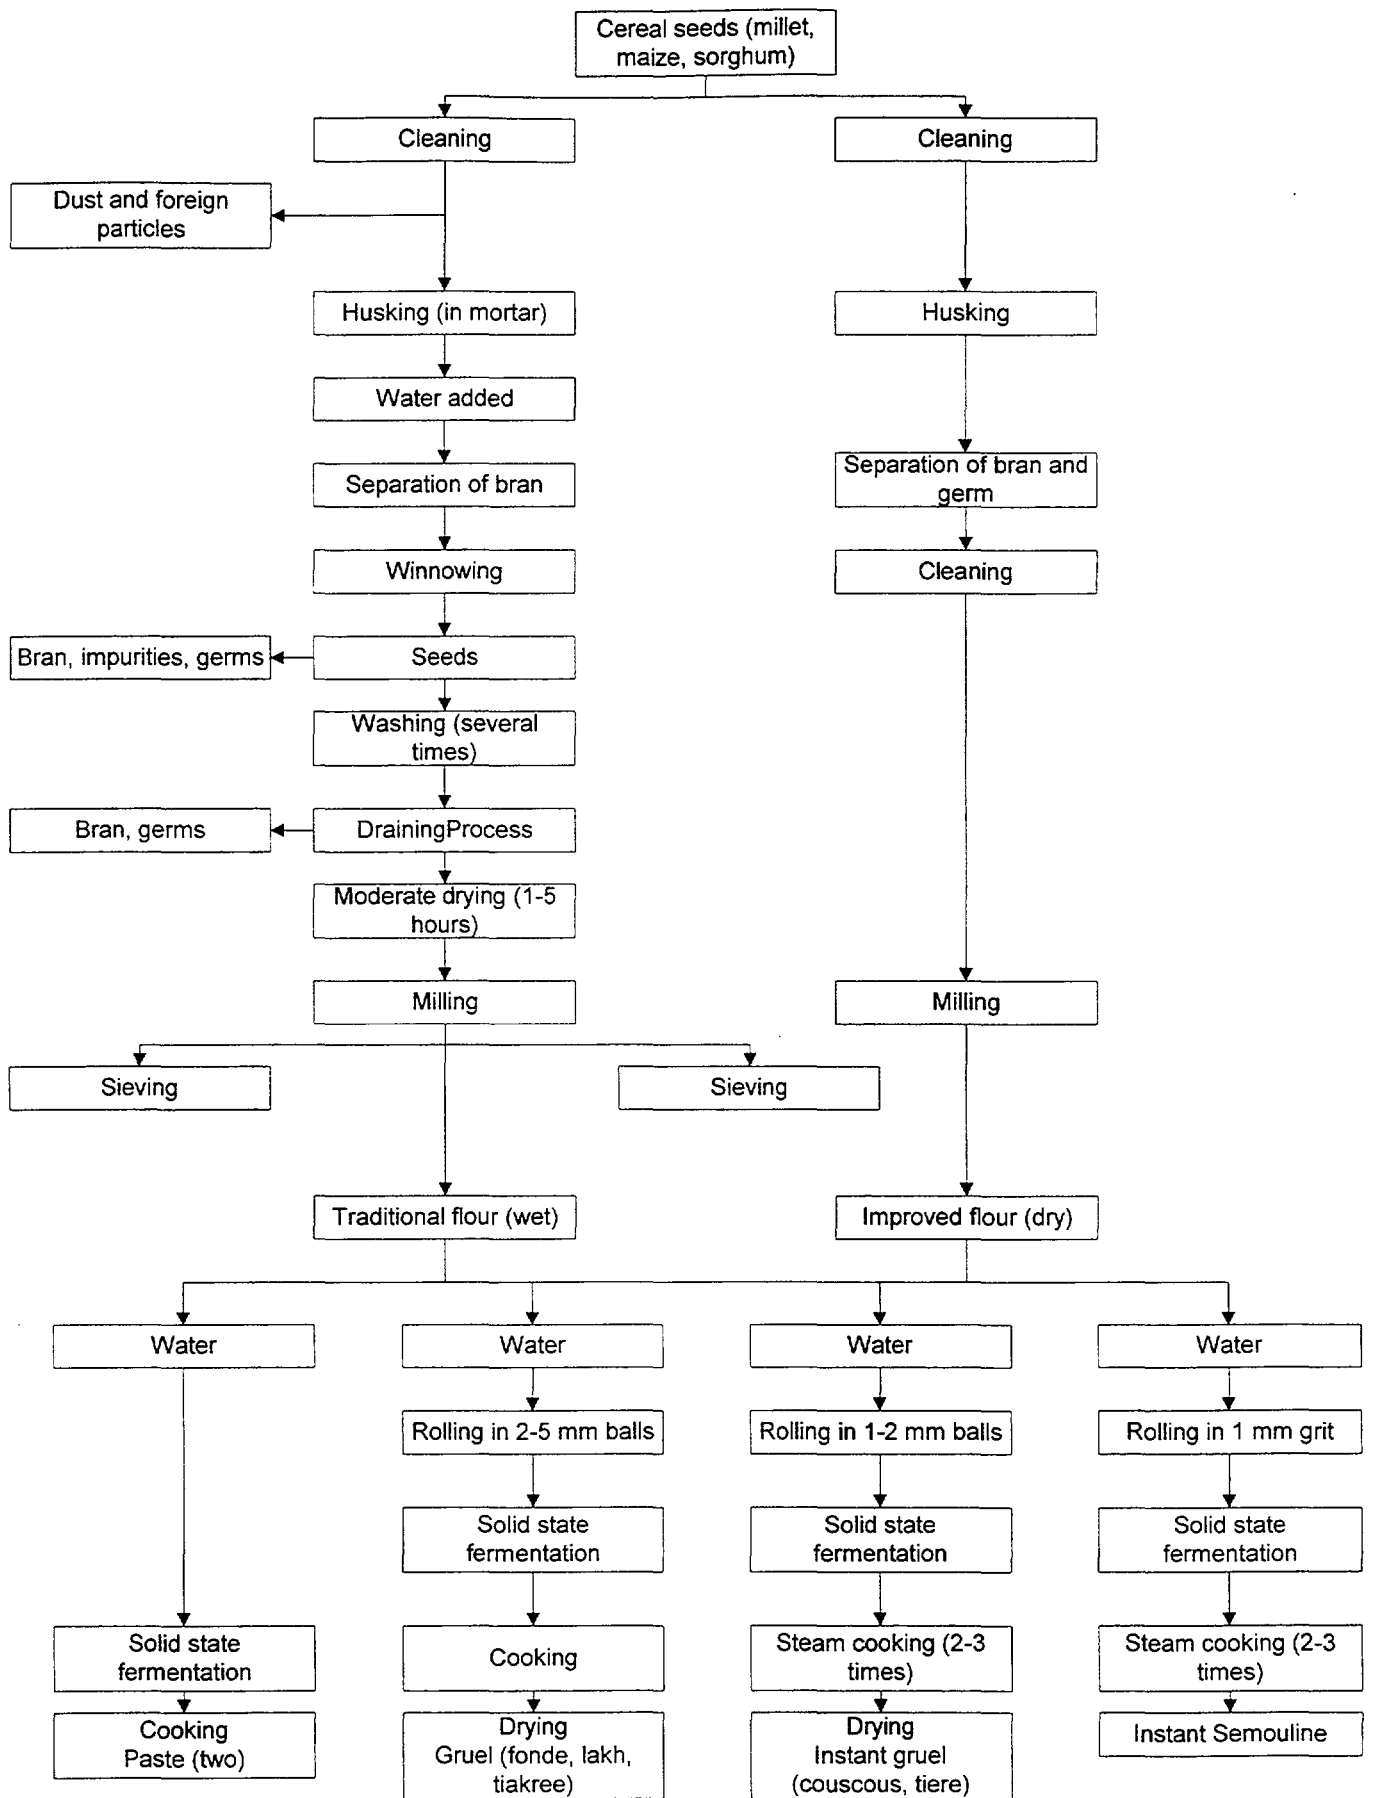 Cereal seeds (millet,
maize, sorghum)
Cleaning
Cleaning
Dust and foreign
particles
Husking (in mortar)
Husking
Water added
Separation of bran
Separation of bran and
germ
Winnowing
Cleaning
Bran, impurities, germs
Seeds
Washing (several
times)
Bran, germs
DrainingProcess
Moderate drying (1-5
hours)
Milling
Milling
Sieving
Sieving
Traditional flour (wet)
Improved flour (dry)
Water
Water
Water
Water
Rolling in 2-5 mm balls
Rolling in 1-2 mm balls
Rolling in 1 mm grit
Solid state
fermentation
Solid state
fermentation
Solid state
fermentation
Solid state
fermentation
Cooking
Steam cooking (2-3
times)
Steam cooking (2-3
times)
Cooking
Paste (two)
Drying
Gruel (fonde, lakh,
tiakree)
Drying
Instant gruel
(couscous, tiere)
Instant Semouline